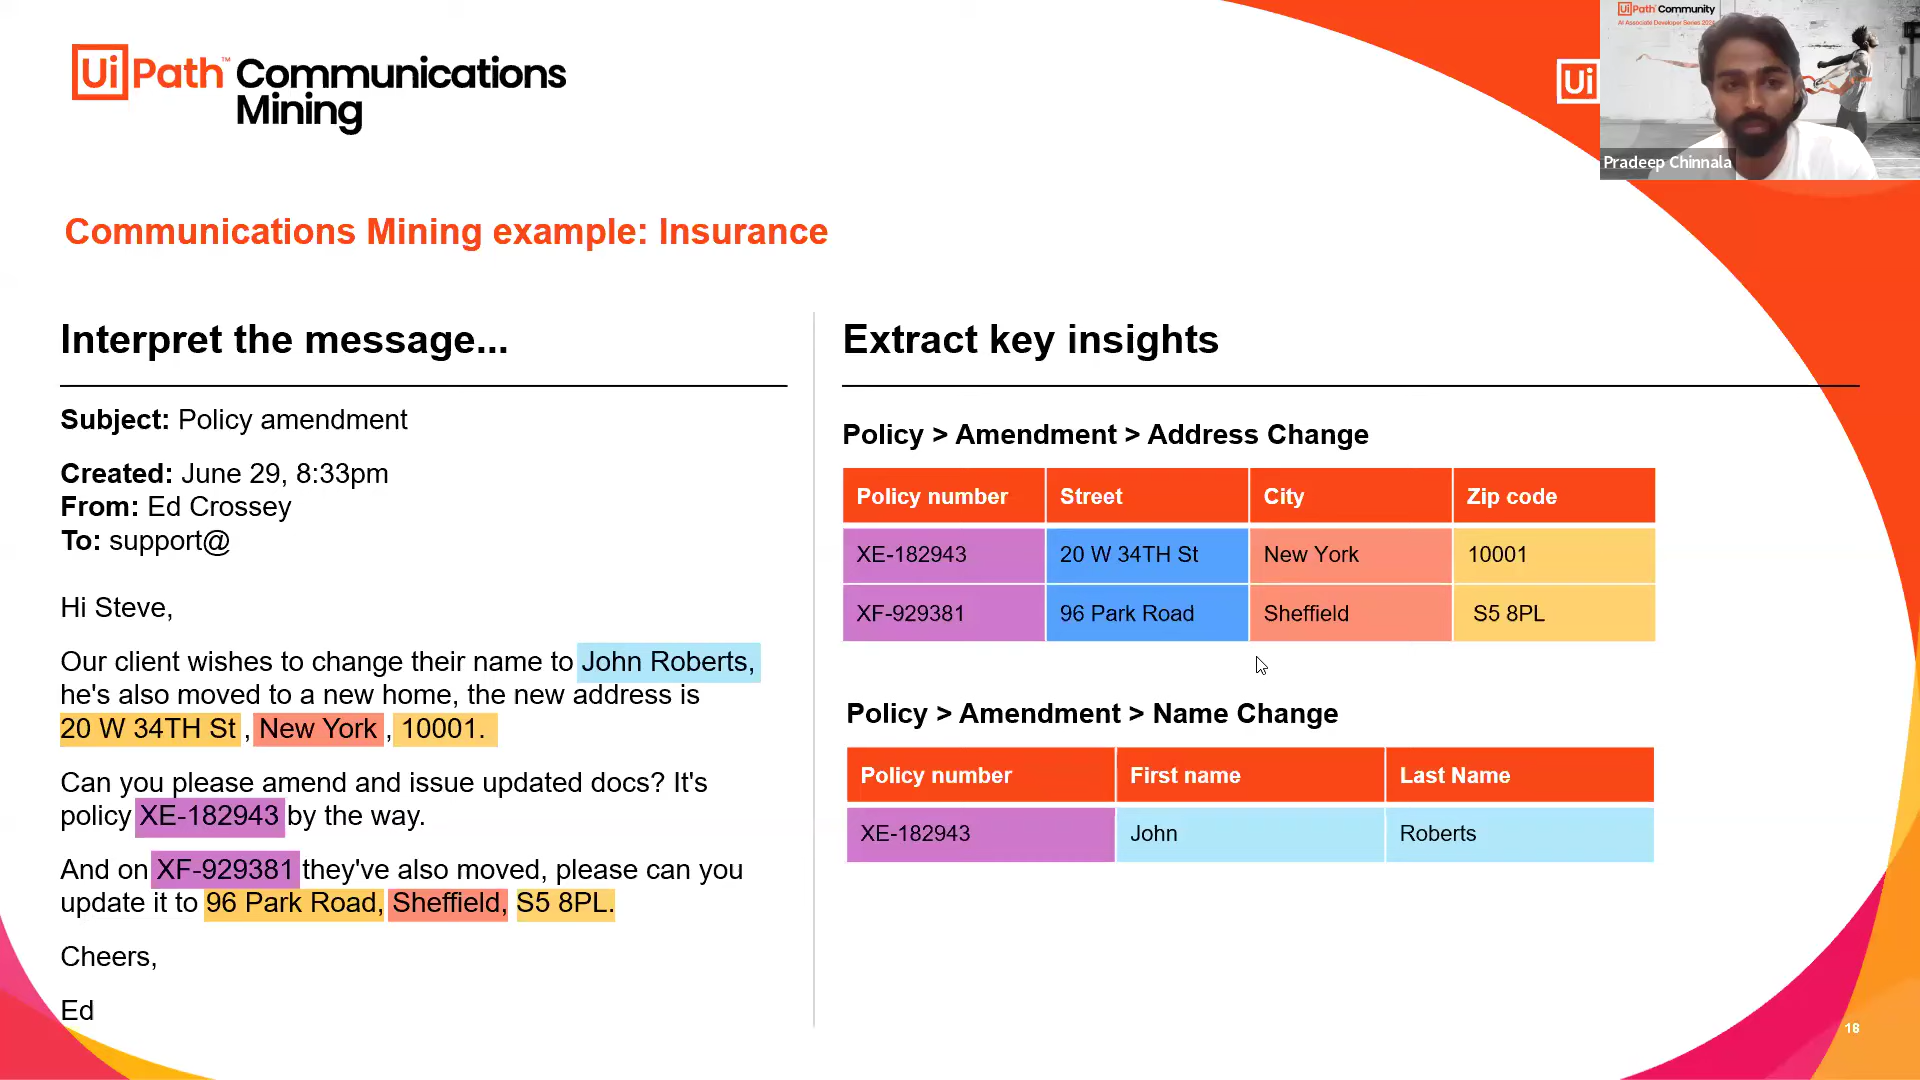 UiPath™ Communications
Mining
Ui
UiPath Community
AI Associate Developer Series 2024
Pradeep Chinnala
Communications Mining example: Insurance
Interpret the message...
Subject: Policy amendment
Created: June 29, 8:33pm
From: Ed Crossey
To: support@
Hi Steve,
Our client wishes to change their name to John Roberts,
he's also moved to a new home, the new address is
20 W 34TH St , New York , 10001.
Can you please amend and issue updated docs? It's
policy XE-182943 by the way.
And on XF-929381 they've also moved, please can you
update it to 96 Park Road, Sheffield, S5 8PL.
Cheers,
Ed
Extract key insights
Policy > Amendment > Address Change
Policy number Street City Zip code
XE-182943 20 W 34TH St New York 10001
XF-929381 96 Park Road Sheffield S5 8PL
Policy > Amendment > Name Change
Policy number First name Last Name
XE-182943 John Roberts
18